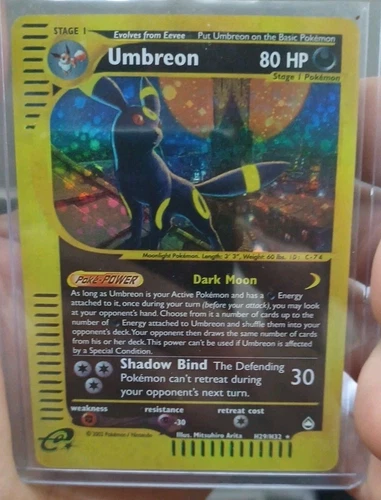 STAGE 1 Evolves from Eevee Put Umbreon on the Basic Pokémon
Umbreon 80 HP
Stage 1 Pokémon
Moonlight Pokémon. Length: 3' 3", Weight: 60 lbs.
POKé-POWER Dark Moon
As long as Umbreon is your Active Pokémon and has a Energy
attached to it, once during your turn (before your attack), you may look
at your opponent's hand. Choose from it a number of cards up to the
number of Energy attached to Umbreon and shuffle them into your
opponent's deck. Your opponent then draws the same number of cards
from his or her deck. This power can't be used if Umbreon is affected
by a Special Condition.
Shadow Bind The Defending
Pokémon can't retreat during
your opponent's next turn.
30
weakness resistance retreat cost
-30
© 2002 Pokémon / Nintendo Illus. Mitsuhiro Arita H29/H32
e